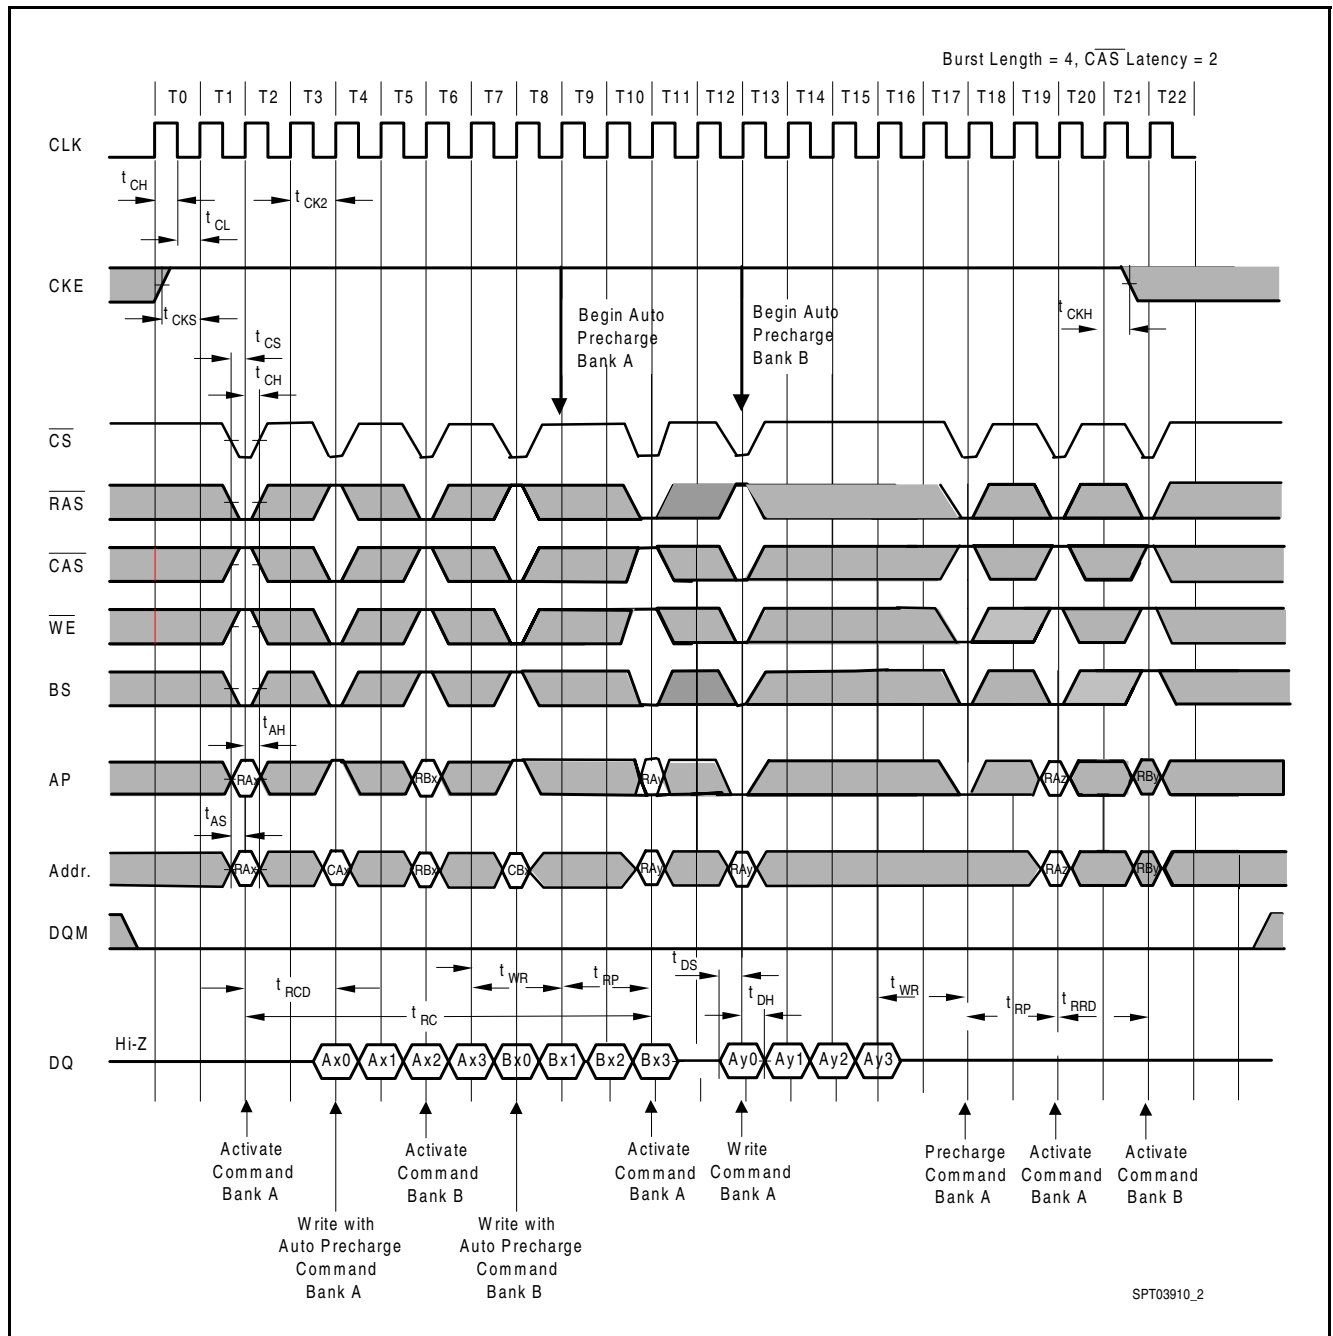 Burst Length = 4, CAS Latency = 2
T0 T1 T2 T3 T4 T5 T6 T7 T8 T9 T10 T11 T12 T13 T14 T15 T16 T17 T18 T19 T20 T21 T22
CLK
t CH
t CK2
t CL
CKE
t CKS
t CKH
Begin Auto
Precharge
Bank A
Begin Auto
Precharge
Bank B
t CS
t CH
CS
RAS
CAS
WE
BS
t AH
AP
RAx RBx RAy RAz RBy
t AS
Addr.
RAx CAx RBx CBx RAy RAy RAz RBy
DQM
t RCD
t WR
t RP
t DS
t DH
t WR
t RP
t RRD
t RC
Hi-Z
DQ
Ax0 Ax1 Ax2 Ax3 Bx0 Bx1 Bx2 Bx3 Ay0 Ay1 Ay2 Ay3
Activate
Command
Bank A
Write with
Auto Precharge
Command
Bank A
Activate
Command
Bank B
Write with
Auto Precharge
Command
Bank B
Activate
Command
Bank A
Write
Command
Bank A
Precharge
Command
Bank A
Activate
Command
Bank A
Activate
Command
Bank B
SPT03910_2